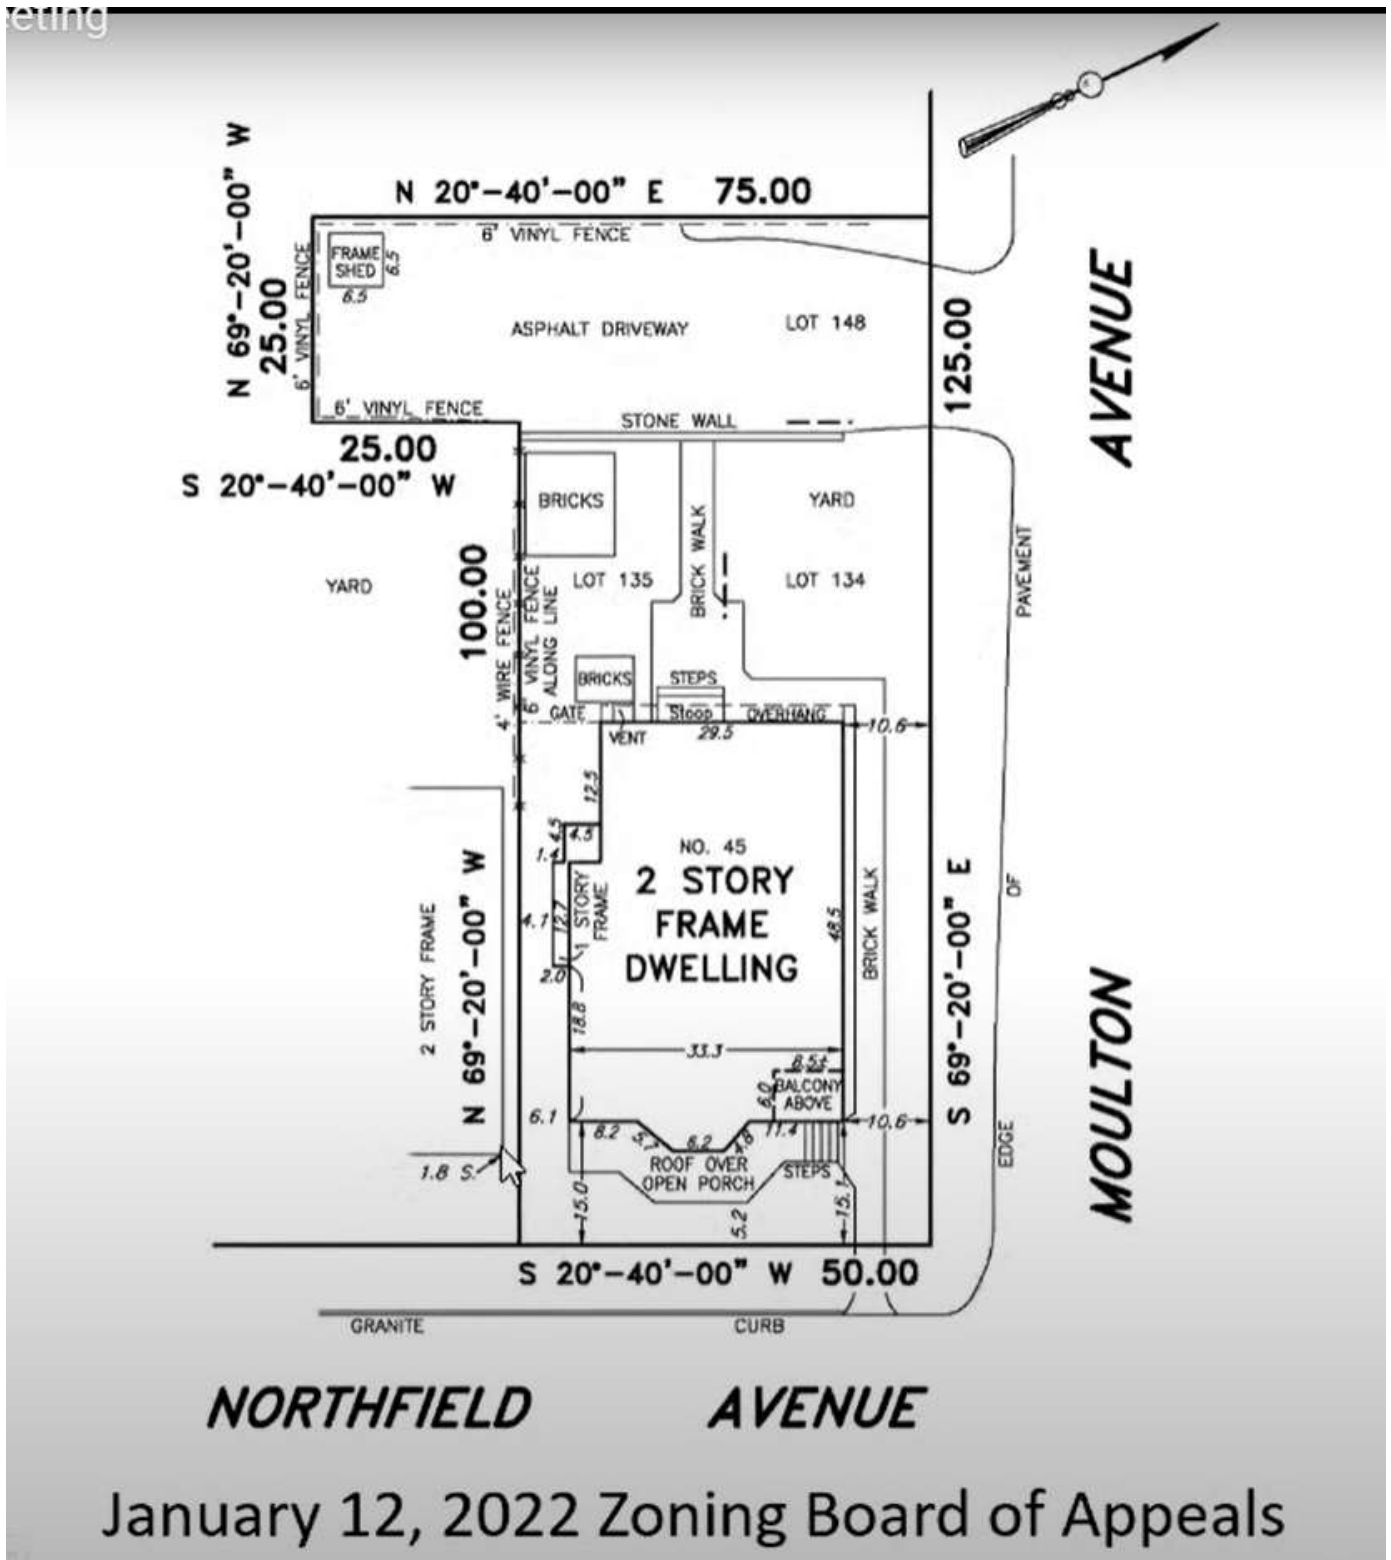 eeting
N 20°-40'-00" E 75.00
6' VINYL FENCE
N 69°-20'-00" W
25.00
6' VINYL FENCE
FRAME
SHED
6.5
6.5
ASPHALT DRIVEWAY
LOT 148
125.00
AVENUE
6' VINYL FENCE
STONE WALL
25.00
S 20°-40'-00" W
BRICKS
BRICK WALK
YARD
PAVEMENT
YARD
100.00
4' WIRE FENCE
6' VINYL FENCE
ALONG LINE
LOT 135
LOT 134
BRICKS
STEPS
GATE
Stoop
OVERHANG
VENT
29.5
10.6
12.5
4.5
4.5
1.4
NO. 45
2 STORY
FRAME
DWELLING
1 STORY
FRAME
4.1
12.7
48.5
BRICK WALK
OF
2 STORY FRAME
N 69°-20'-00" W
S 69°-20'-00" E
2.0
18.8
33.3
8.5±
6.0
BALCONY
ABOVE
MOULTON
6.1
8.2
5.7
6.2
4.8
11.4
10.6
EDGE
1.8 S.
ROOF OVER
OPEN PORCH
STEPS
15.0
5.2
15.1
S 20°-40'-00" W 50.00
GRANITE CURB
NORTHFIELD AVENUE
January 12, 2022 Zoning Board of Appeals